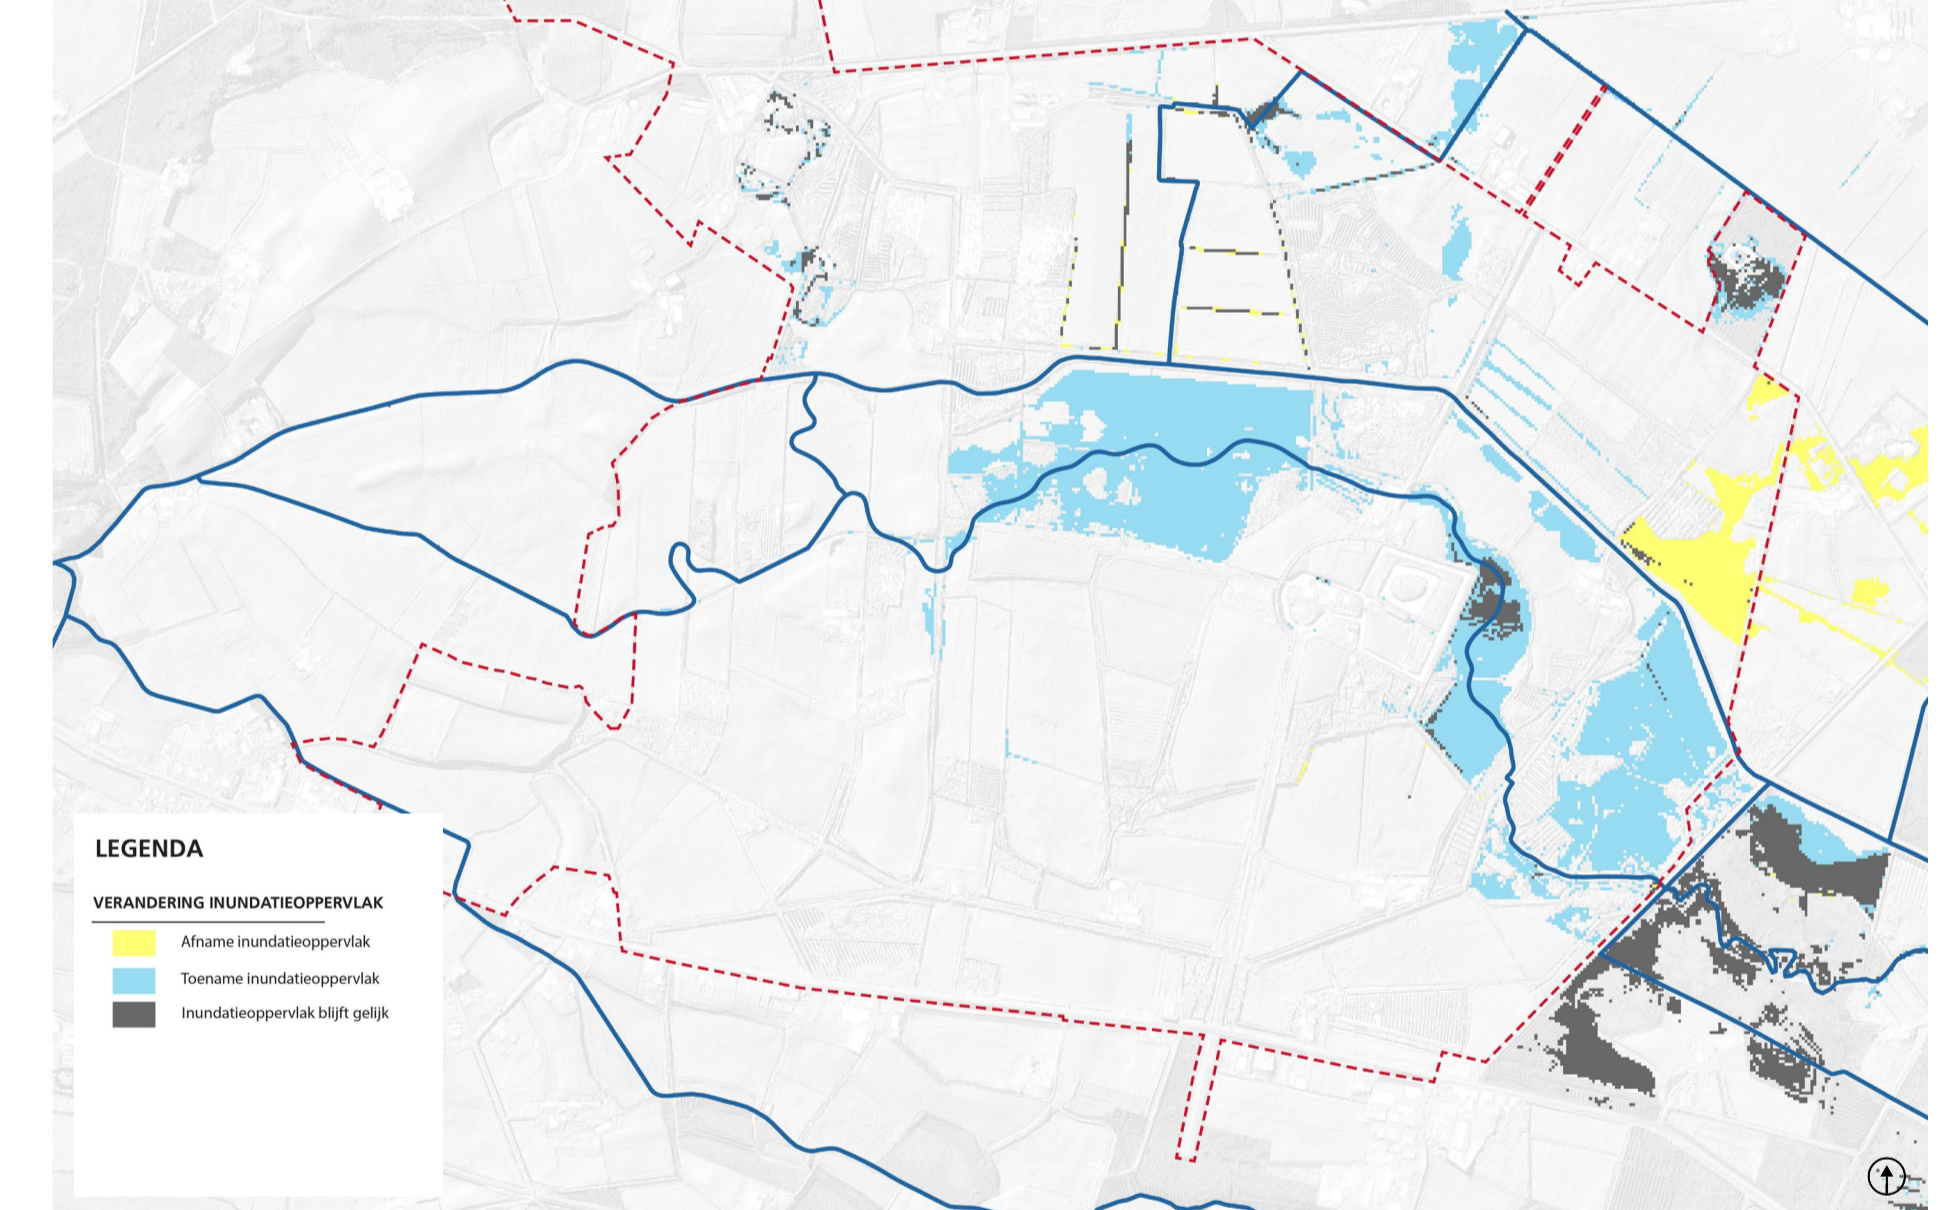 LEGENDA
VERANDERING INUNDATIEOPPERVLAK
Afname inundatieoppervlak
Toename inundatieoppervlak
Inundatieoppervlak blijft gelijk